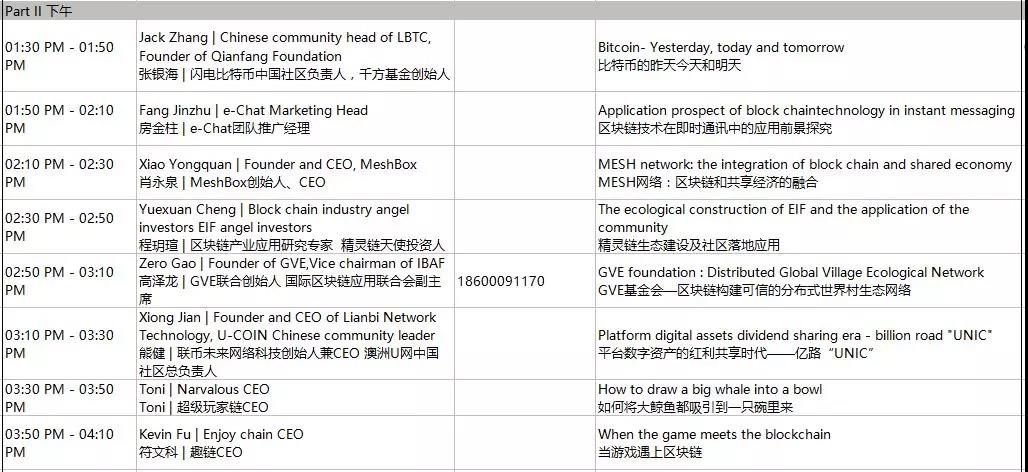 Part II 下午
01:30 PM - 01:50 PM
Jack Zhang | Chinese community head of LBTC,
Founder of Qianfang Foundation
张银海 | 闪电比特币中国社区负责人，千方基金创始人
Bitcoin- Yesterday, today and tomorrow
比特币的昨天今天和明天
01:50 PM - 02:10 PM
Fang Jinzhu | e-Chat Marketing Head
房金柱 | e-Chat团队推广经理
Application prospect of block chaintechnology in instant messaging
区块链技术在即时通讯中的应用前景探究
02:10 PM - 02:30 PM
Xiao Yongquan | Founder and CEO, MeshBox
肖永泉 | MeshBox创始人、CEO
MESH network: the integration of block chain and shared economy
MESH网络：区块链和共享经济的融合
02:30 PM - 02:50 PM
Yuexuan Cheng | Block chain industry angel
investors EIF angel investors
程玥瑄 | 区块链产业应用研究专家 精灵链天使投资人
The ecological construction of EIF and the application of the
community
精灵链生态建设及社区落地应用
02:50 PM - 03:10 PM
Zero Gao | Founder of GVE,Vice chairman of IBAF
高泽龙 | GVE联合创始人 国际区块链应用联合会副主
席
18600091170
GVE foundation : Distributed Global Village Ecological Network
GVE基金会—区块链构建可信的分布式世界村生态网络
03:10 PM - 03:30 PM
Xiong Jian | Founder and CEO of Lianbi Network
Technology, U-COIN Chinese community leader
熊健 | 联币未来网络科技创始人兼CEO 澳洲U网中国
社区总负责人
Platform digital assets dividend sharing era - billion road "UNIC"
平台数字资产的红利共享时代——亿路“UNIC”
03:30 PM - 03:50 PM
Toni | Narvalous CEO
Toni | 超级玩家链CEO
How to draw a big whale into a bowl
如何将大鲸鱼都吸引到一只碗里来
03:50 PM - 04:10 PM
Kevin Fu | Enjoy chain CEO
符文科 | 趣链CEO
When the game meets the blockchain
当游戏遇上区块链